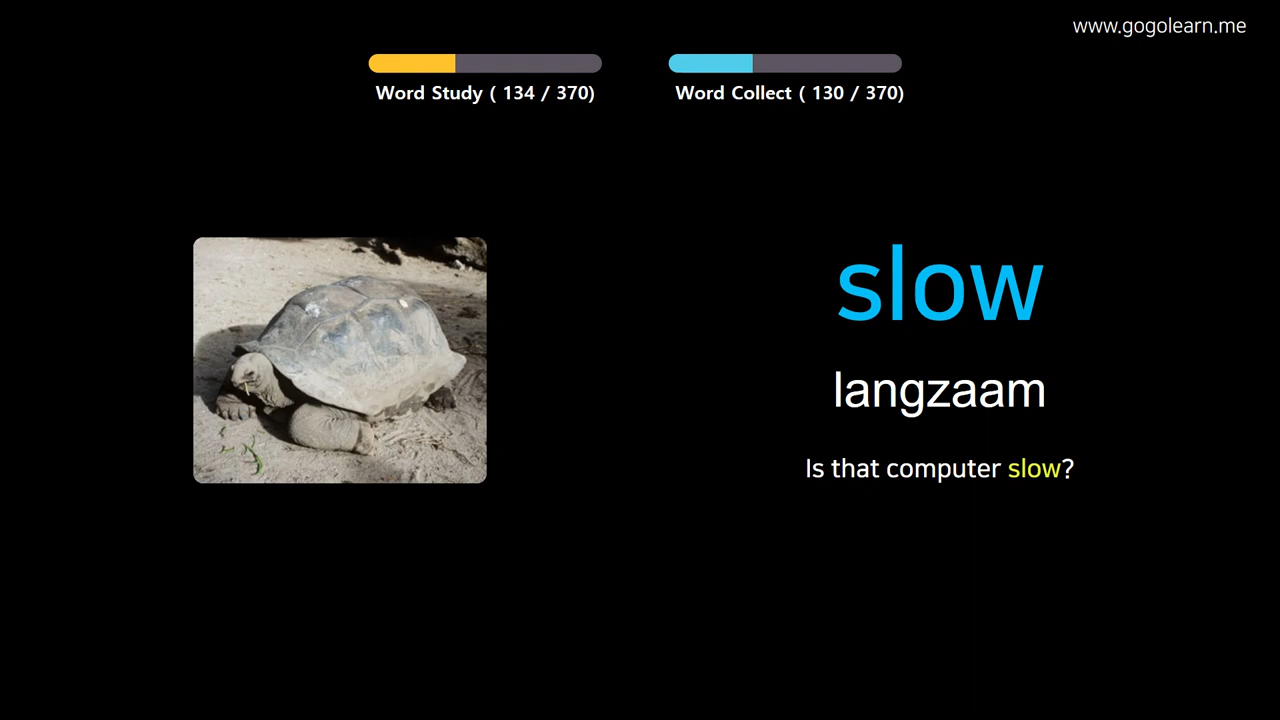 www.gogolearn.me
Word Study ( 134 / 370)
Word Collect ( 130 / 370)
slow
langzaam
Is that computer slow?